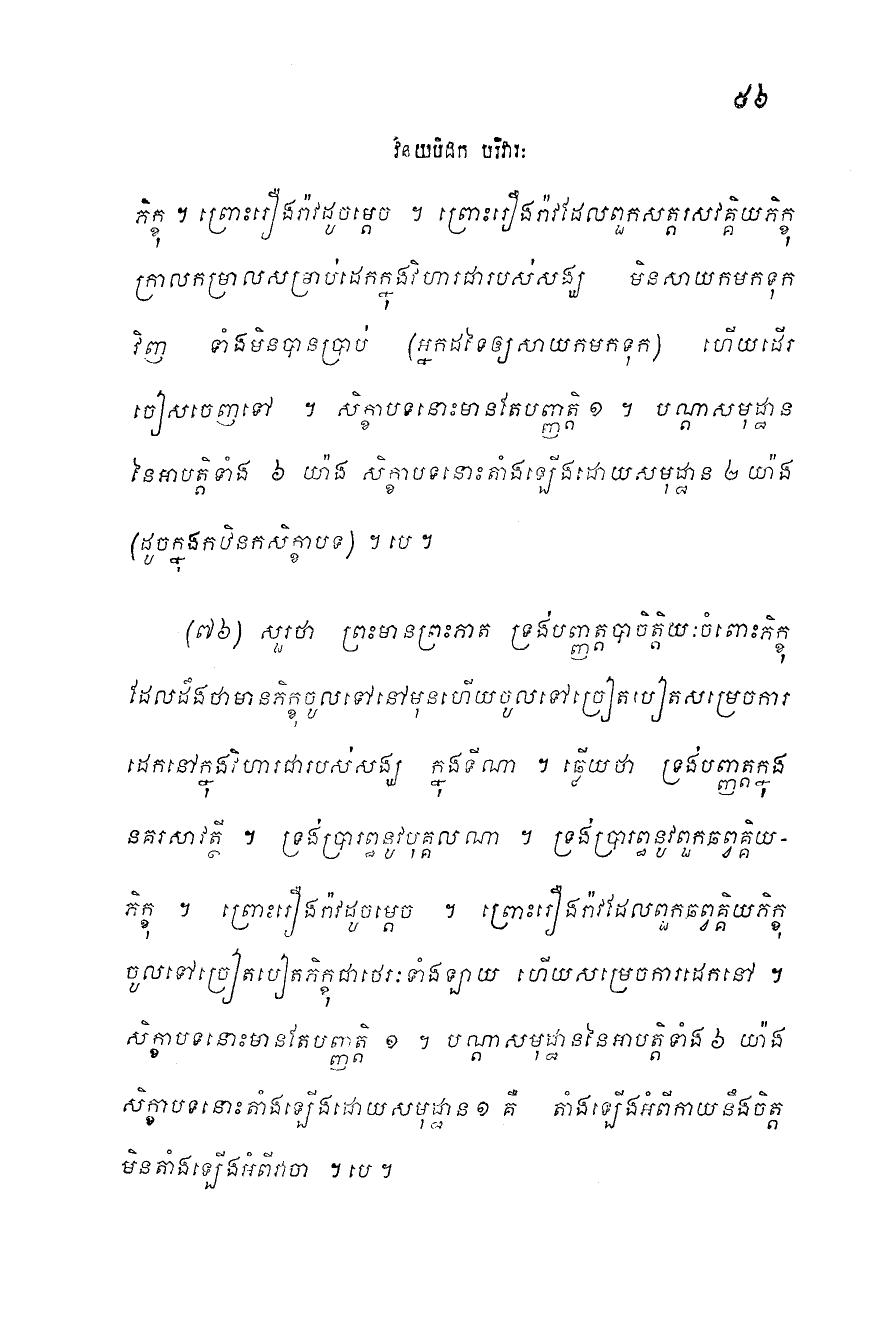 ៥៦
វិនយបិដក បរិវារៈ
ភិក្ខុ ។ ព្រោះរឿងរ៉ាវដូចម្តេច ។ ព្រោះរឿងរ៉ាវដែលពួកសត្តរសវគ្គិយភិក្ខុ
ក្រាលកម្រាលសម្រាប់ដេកក្នុងវិហារជារបស់សង្ឃ មិនសាយកមកទុក
វិញ ទាំងមិនបានប្រាប់ (អ្នកដទៃឲ្យសាយកមកទុក) ហើយដើរ
ចៀសចេញទៅ ។ សិក្ខាបទនោះមានតែបញ្ញត្តិ ១ ។ បណ្តាសមុដ្ឋាន
នៃអាបត្តិទាំង ៦ យ៉ាង សិក្ខាបទនោះតាំងឡើងដោយសមុដ្ឋាន ២ យ៉ាង
(ដូចក្នុងកឋិនកសិក្ខាបទ) ។ បេ ។
(៧៦) សួរថា ព្រះមានព្រះភាគ ទ្រង់បញ្ញត្តបាចិត្តិយៈចំពោះភិក្ខុ
ដែលដឹងថាមានភិក្ខុចូលទៅនៅមុនហើយចូលទៅច្រៀតបៀតសម្រេចការ
ដេកនៅក្នុងវិហារជារបស់សង្ឃ ក្នុងទីណា ។ ឆ្លើយថា ទ្រង់បញ្ញត្តក្នុង
នគរសាវត្ថី ។ ទ្រង់ប្រារព្ធនូវបុគ្គលណា ។ ទ្រង់ប្រារព្ធនូវពួកឆព្វគ្គិយ-
ភិក្ខុ ។ ព្រោះរឿងរ៉ាវដូចម្តេច ។ ព្រោះរឿងរ៉ាវដែលពួកឆព្វគ្គិយភិក្ខុ
ចូលទៅច្រៀតបៀតភិក្ខុជាថេរៈទាំងឡាយ ហើយសម្រេចការដេកនៅ ។
សិក្ខាបទនោះមានតែបញ្ញត្តិ ១ ។ បណ្តាសមុដ្ឋាននៃអាបត្តិទាំង ៦ យ៉ាង
សិក្ខាបទនោះតាំងឡើងដោយសមុដ្ឋាន ១ គឺ តាំងឡើងអំពីកាយនឹងចិត្ត
មិនតាំងឡើងអំពីវាចា ។ បេ ។